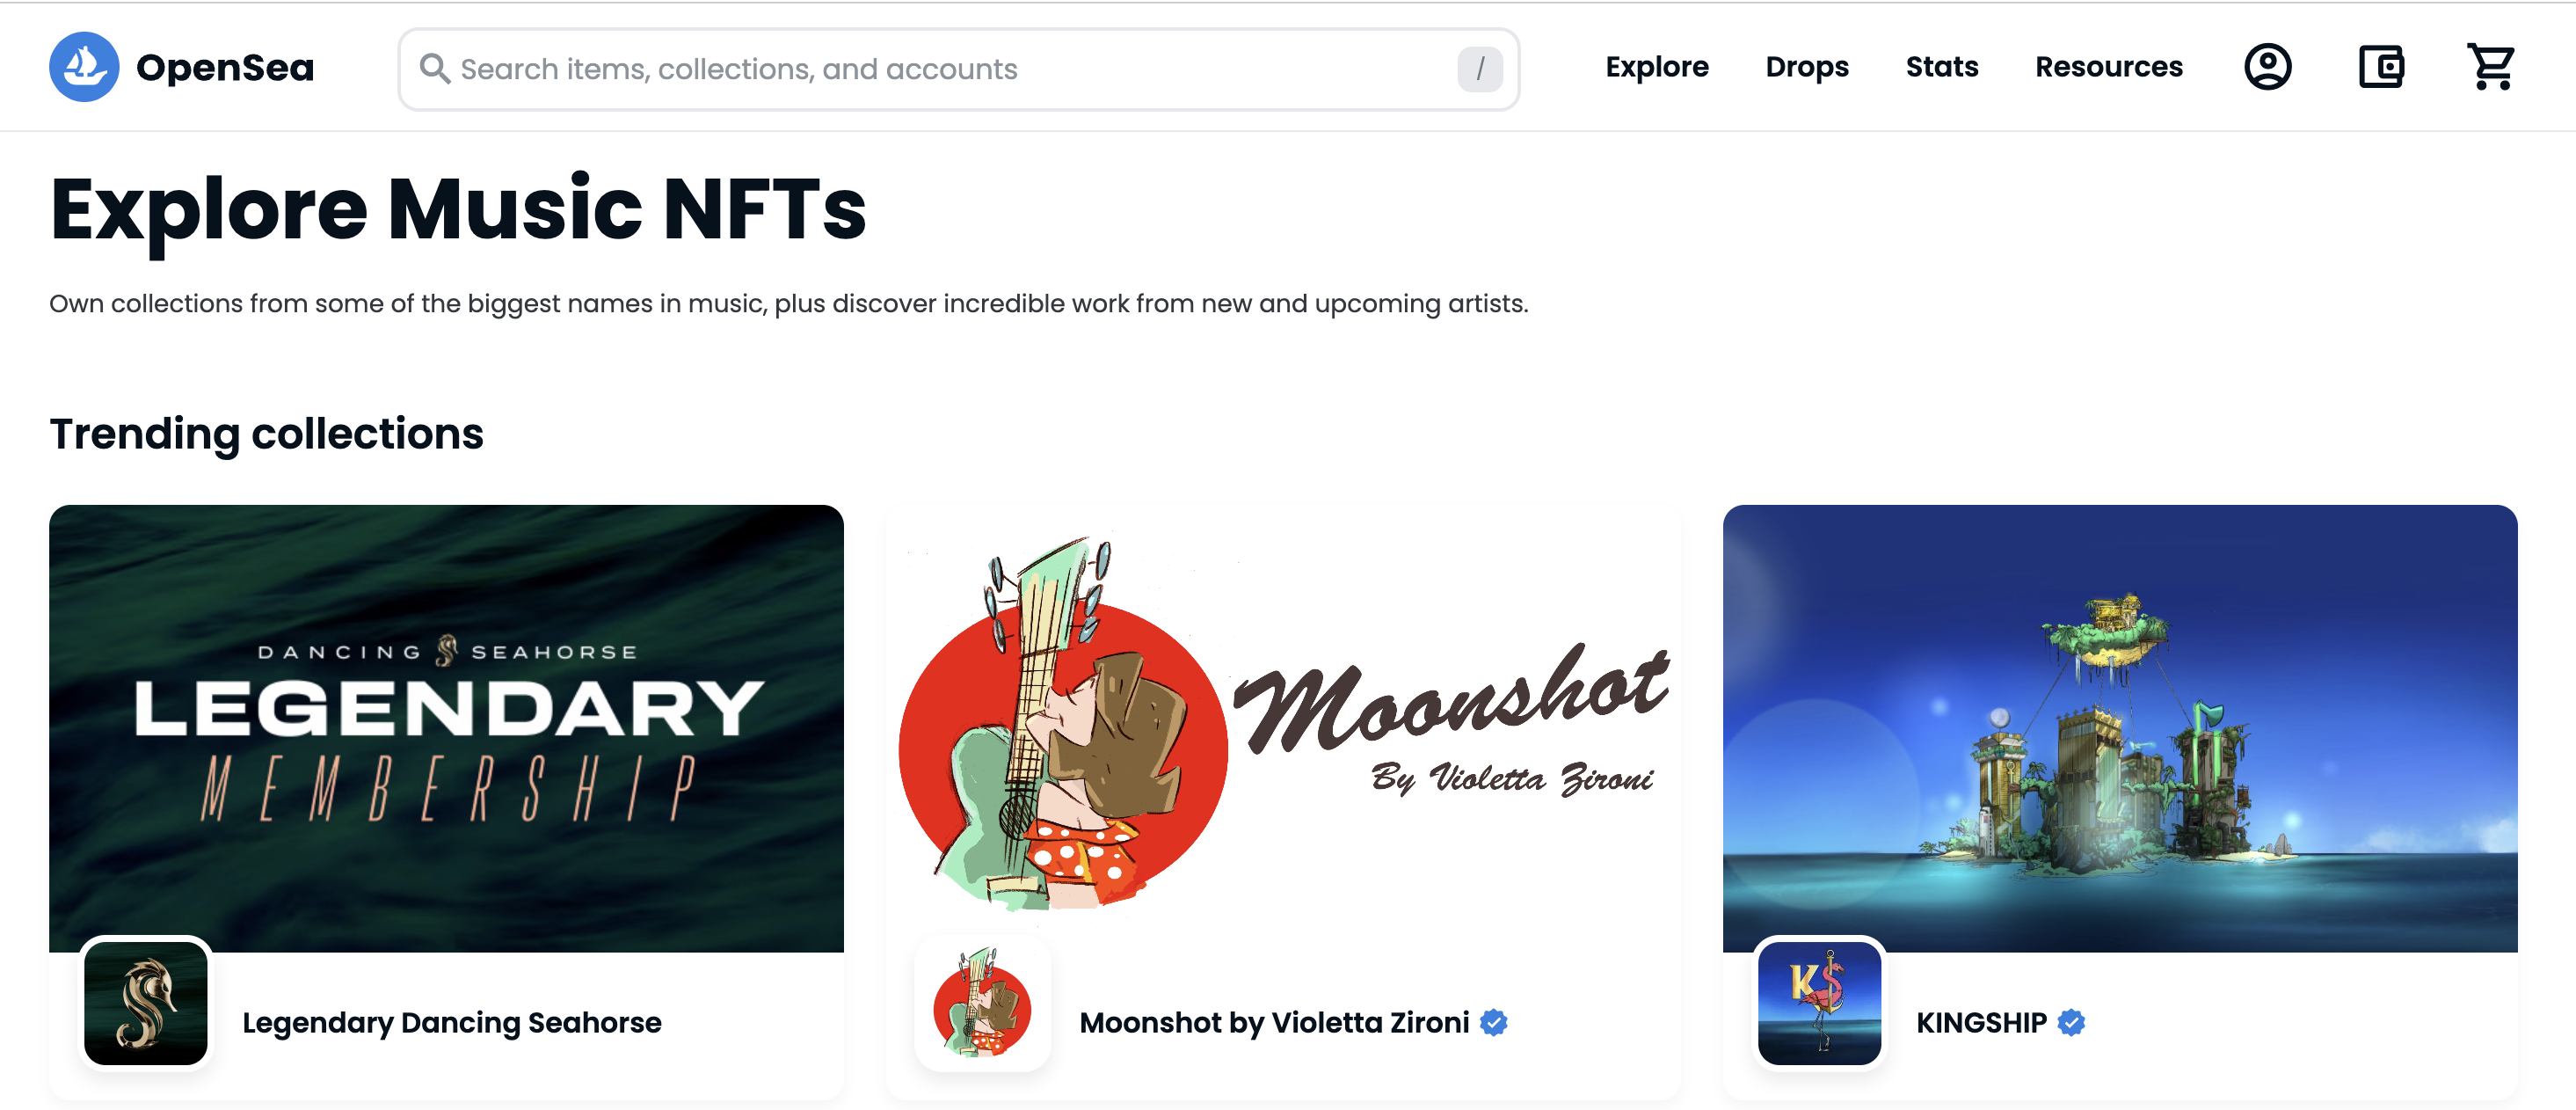 OpenSea
Search items, collections, and accounts
/
Explore
Drops
Stats
Resources
Explore Music NFTs
Own collections from some of the biggest names in music, plus discover incredible work from new and upcoming artists.
Trending collections
DANCING SEAHORSE
LEGENDARY
MEMBERSHIP
Moonshot
By Violetta Zironi
KS
Legendary Dancing Seahorse
Moonshot by Violetta Zironi
KINGSHIP